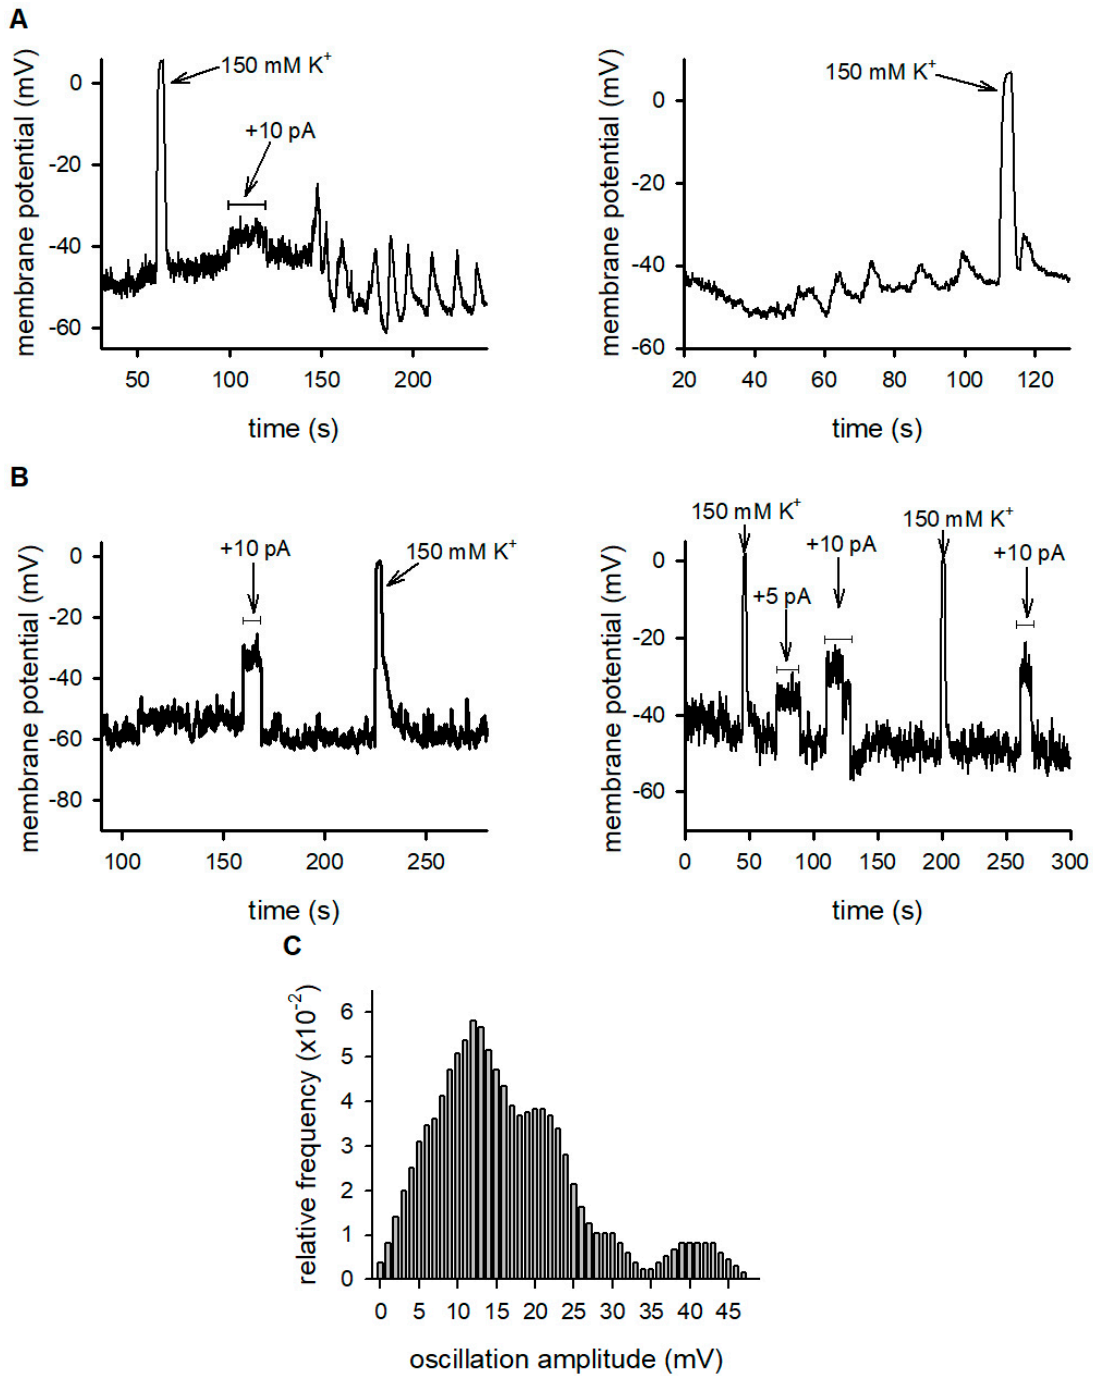 A
membrane potential (mV)
0
-20
-40
-60
150 mM K+
+10 pA
50 100 150 200
time (s)
membrane potential (mV)
0
-20
-40
-60
150 mM K+
20 40 60 80 100 120
time (s)
B
membrane potential (mV)
0
-20
-40
-60
-80
+10 pA
150 mM K+
100 150 200 250
time (s)
membrane potential (mV)
0
-20
-40
-60
150 mM K+
150 mM K+
+10 pA
+10 pA
+5 pA
0 50 100 150 200 250 300
time (s)
C
relative frequency (x10-2)
6
5
4
3
2
1
0
0 5 10 15 20 25 30 35 40 45
oscillation amplitude (mV)